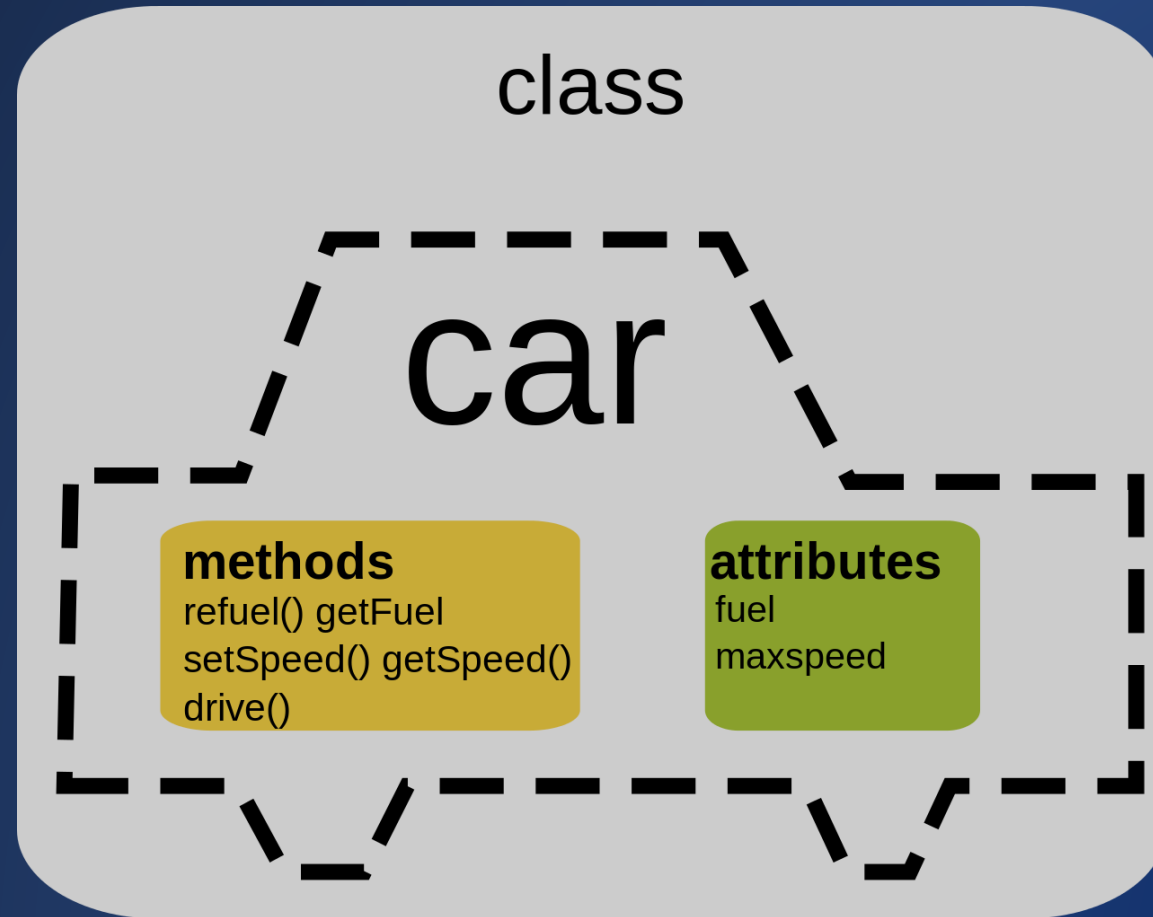 class
car
methods
refuel() getFuel
setSpeed() getSpeed()
drive()
attributes
fuel
maxspeed